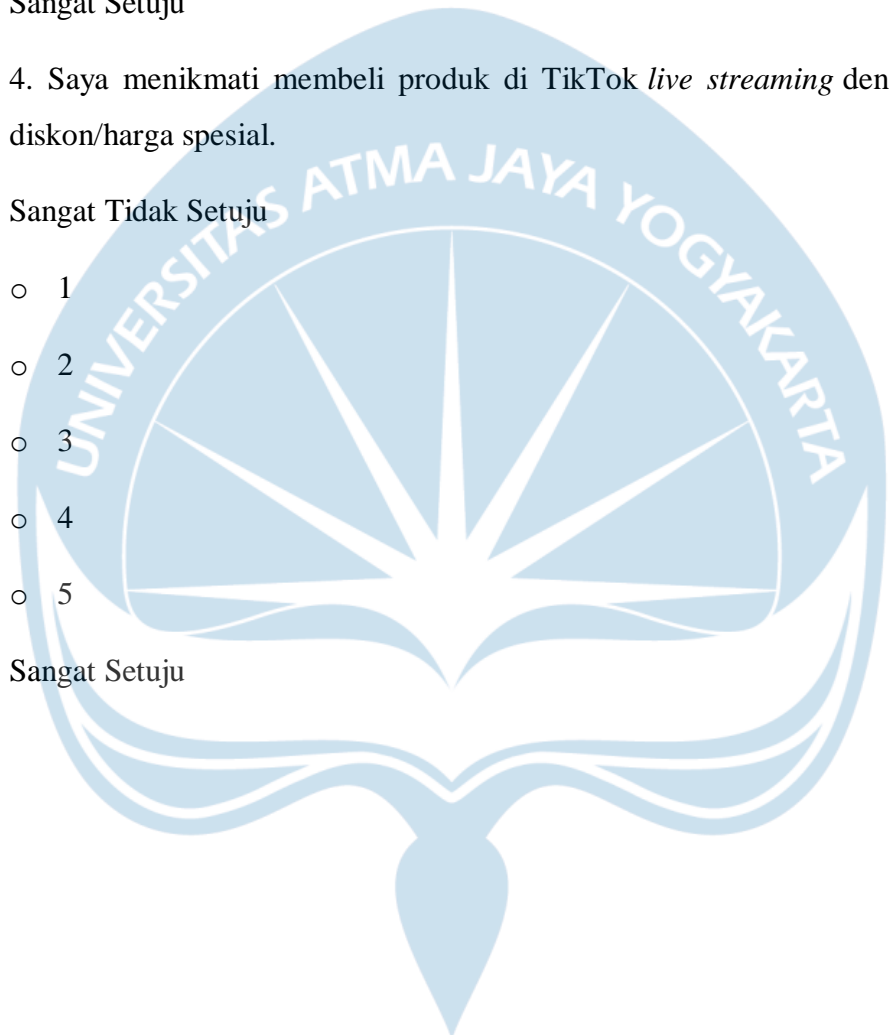 Sangat Setuju
4. Saya menikmati membeli produk di TikTok live streaming den
diskon/harga spesial.
Sangat Tidak Setuju
○ 1
○ 2
○ 3
○ 4
○ 5
Sangat Setuju
UNIVERSITAS ATMA JAYA YOGYAKARTA